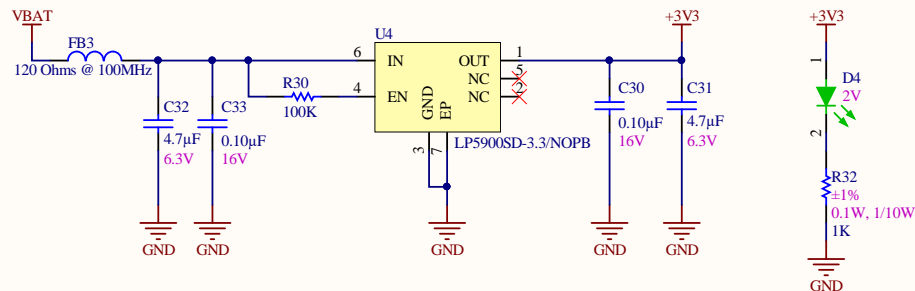 VBAT
FB3
120 Ohms @ 100MHz
C32
4.7µF
6.3V
C33
0.10µF
16V
R30
100K
U4
6
IN
4
EN
GND
EP
3
7
OUT
1
NC
5
NC
2
LP5900SD-3.3/NOPB
GND
GND
GND
+3V3
C30
0.10µF
16V
C31
4.7µF
6.3V
GND
GND
+3V3
1
D4
2V
2
R32
±1%
0.1W, 1/10W
1K
GND